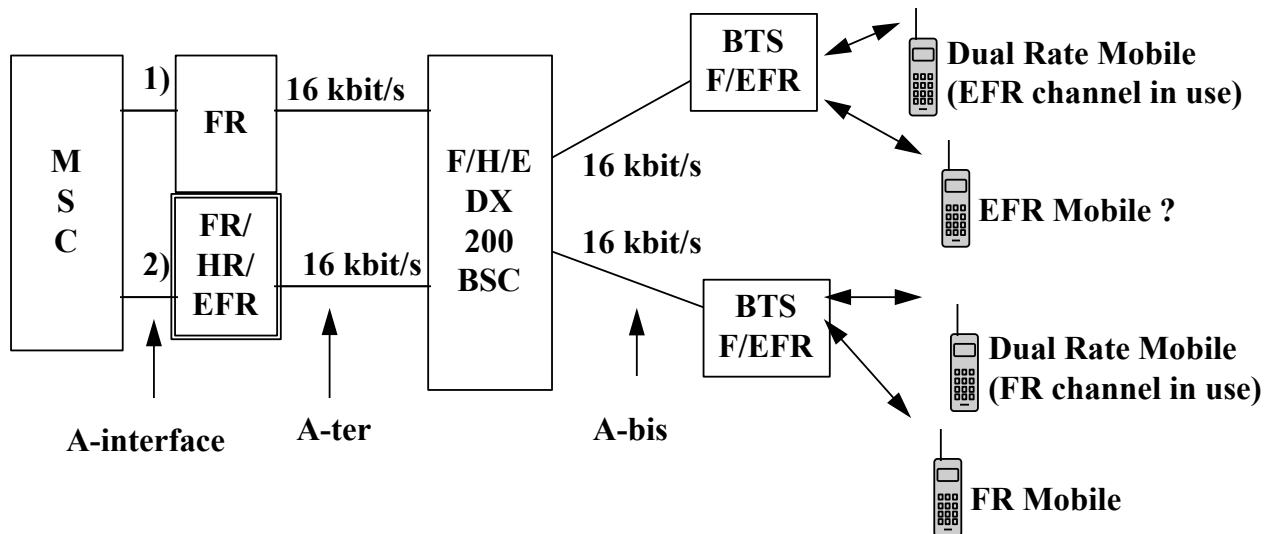 1)
16 kbit/s
FR
M
S
C
2)
FR/
HR/
EFR
16 kbit/s
F/H/E
DX
200
BSC
BTS
F/EFR
16 kbit/s
16 kbit/s
BTS
F/EFR
Dual Rate Mobile
(EFR channel in use)
EFR Mobile ?
Dual Rate Mobile
(FR channel in use)
FR Mobile
A-interface
A-ter
A-bis